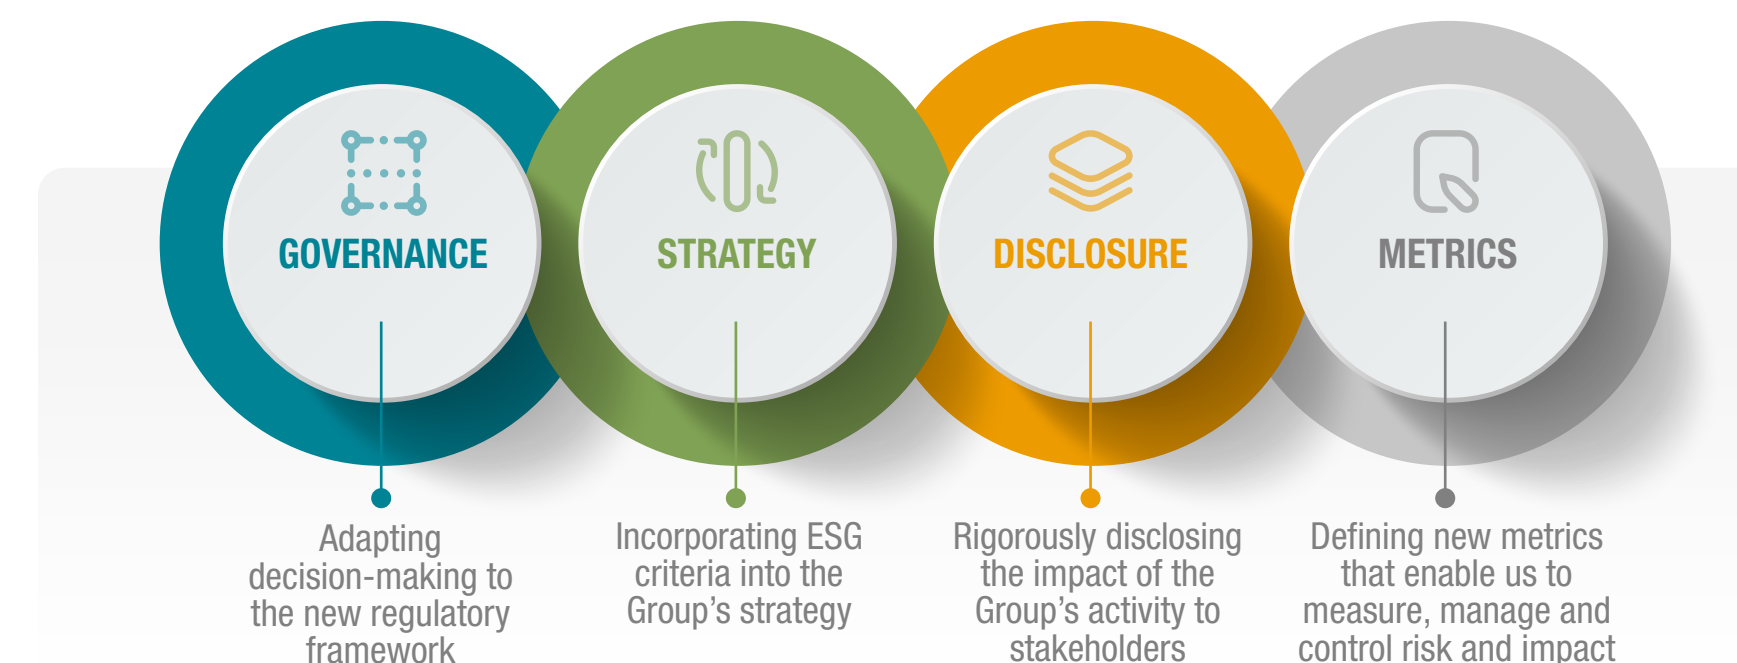 GOVERNANCE
Adapting
decision-making to
the new regulatory
framework
STRATEGY
Incorporating ESG
criteria into the
Group’s strategy
DISCLOSURE
Rigorously disclosing
the impact of the
Group’s activity to
stakeholders
METRICS
Defining new metrics
that enable us to
measure, manage and
control risk and impact